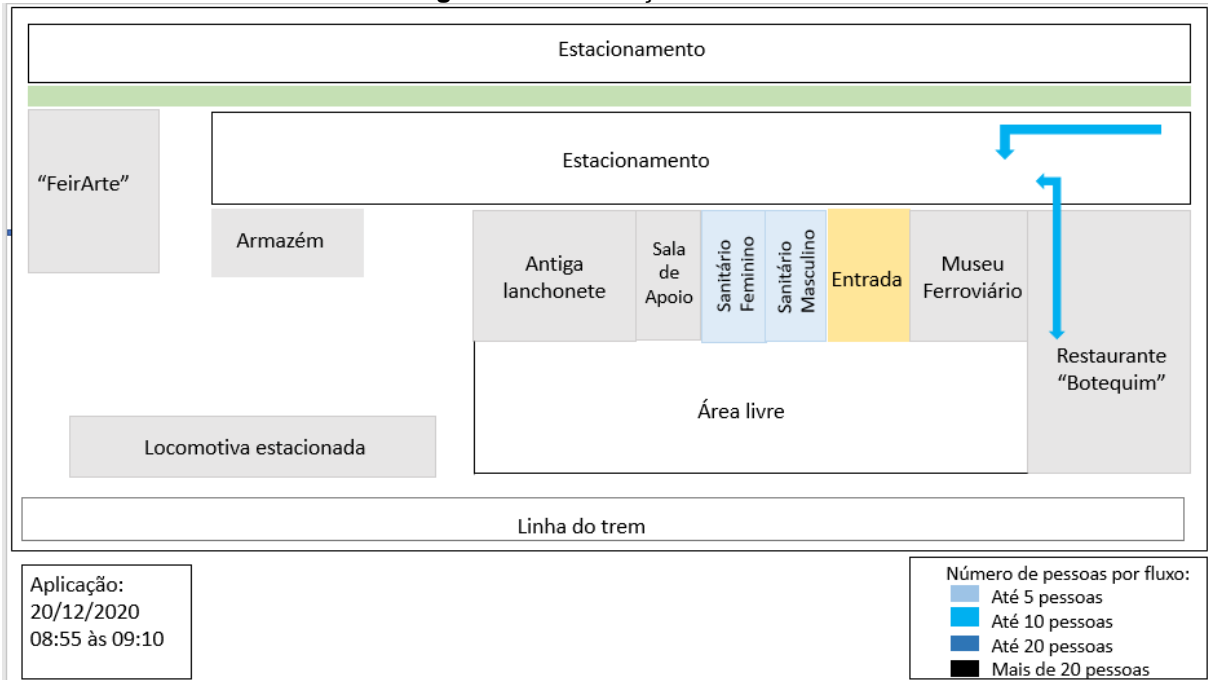 Estacionamento
Estacionamento
“FeirArte”
Armazém
Antiga
lanchonete
Sala
de
Apoio
Sanitário
Feminino
Sanitário
Masculino
Entrada
Museu
Ferroviário
Restaurante
“Botequim”
Área livre
Locomotiva estacionada
Linha do trem
Aplicação:
20/12/2020
08:55 às 09:10
Número de pessoas por fluxo:
Até 5 pessoas
Até 10 pessoas
Até 20 pessoas
Mais de 20 pessoas